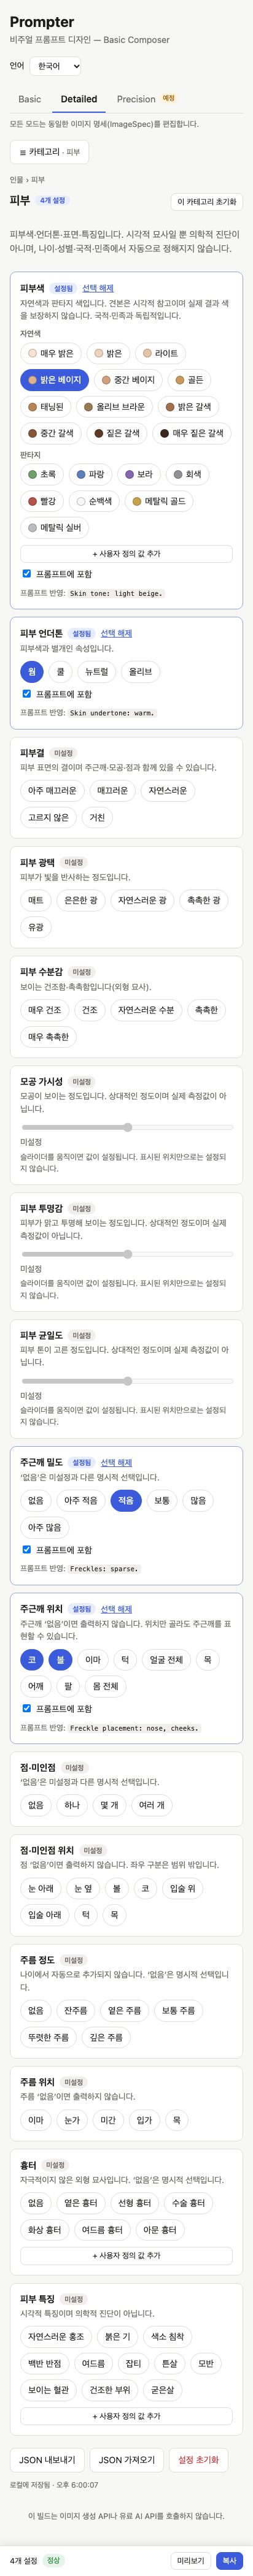 Prompter
비주얼 프롬프트 디자인 — Basic Composer
언어 한국어
Basic Detailed Precision 예정
모든 모드는 동일한 이미지 명세(ImageSpec)를 편집합니다.
≡ 카테고리 · 피부
인물 › 피부
피부 4개 설정 이 카테고리 초기화
피부색·언더톤·표면·특징입니다. 시각적 묘사일 뿐 의학적 진단이
아니며, 나이·성별·국적·민족에서 자동으로 정해지지 않습니다.
피부색 설정됨 선택 해제
자연색과 판타지 색입니다. 견본은 시각적 참고이며 실제 결과 색
을 보장하지 않습니다. 국적·민족과 독립적입니다.
자연색
매우 밝은 밝은 라이트
밝은 베이지 중간 베이지 골든
태닝된 올리브 브라운 밝은 갈색
중간 갈색 짙은 갈색 매우 짙은 갈색
판타지
초록 파랑 보라 회색
빨강 순백색 메탈릭 골드
메탈릭 실버
+ 사용자 정의 값 추가
프롬프트에 포함
프롬프트 반영: Skin tone: light beige.
피부 언더톤 설정됨 선택 해제
피부색과 별개인 속성입니다.
웜 쿨 뉴트럴 올리브
프롬프트에 포함
프롬프트 반영: Skin undertone: warm.
피부결 미설정
피부 표면의 결이며 주근깨·모공·점과 함께 있을 수 있습니다.
아주 매끄러운 매끄러운 자연스러운
고르지 않은 거친
피부 광택 미설정
피부가 빛을 반사하는 정도입니다.
매트 은은한 광 자연스러운 광 촉촉한 광
유광
피부 수분감 미설정
보이는 건조함·촉촉함입니다(외형 묘사).
매우 건조 건조 자연스러운 수분 촉촉한
매우 촉촉한
모공 가시성 미설정
모공이 보이는 정도입니다. 상대적인 정도이며 실제 측정값이 아닙
니다.
미설정
슬라이더를 움직이면 값이 설정됩니다. 표시된 위치만으로는 설정되
지 않습니다.
피부 투명감 미설정
피부가 맑고 투명해 보이는 정도입니다. 상대적인 정도이며 실제
측정값이 아닙니다.
미설정
슬라이더를 움직이면 값이 설정됩니다. 표시된 위치만으로는 설정되
지 않습니다.
피부 균일도 미설정
피부 톤이 고른 정도입니다. 상대적인 정도이며 실제 측정값이 아닙
니다.
미설정
슬라이더를 움직이면 값이 설정됩니다. 표시된 위치만으로는 설정되
지 않습니다.
주근깨 밀도 설정됨 선택 해제
‘없음’은 미설정과 다른 명시적 선택입니다.
없음 아주 적음 적음 보통 많음
아주 많음
프롬프트에 포함
프롬프트 반영: Freckles: sparse.
주근깨 위치 설정됨 선택 해제
주근깨 ‘없음’이면 출력하지 않습니다. 위치만 골라도 주근깨를 표
현할 수 있습니다.
코 볼 이마 턱 얼굴 전체 목
어깨 팔 몸 전체
프롬프트에 포함
프롬프트 반영: Freckle placement: nose, cheeks.
점·미인점 미설정
‘없음’은 미설정과 다른 명시적 선택입니다.
없음 하나 몇 개 여러 개
점·미인점 위치 미설정
점 ‘없음’이면 출력하지 않습니다. 좌우 구분은 범위 밖입니다.
눈 아래 눈 옆 볼 코 입술 위
입술 아래 턱 목
주름 정도 미설정
나이에서 자동으로 추가되지 않습니다. ‘없음’은 명시적 선택입니
다.
없음 잔주름 옅은 주름 보통 주름
뚜렷한 주름 깊은 주름
주름 위치 미설정
주름 ‘없음’이면 출력하지 않습니다.
이마 눈가 미간 입가 목
흉터 미설정
자극적이지 않은 외형 묘사입니다. ‘없음’은 명시적 선택입니다.
없음 옅은 흉터 선형 흉터 수술 흉터
화상 흉터 여드름 흉터 아문 흉터
+ 사용자 정의 값 추가
피부 특징 미설정
시각적 특징이며 의학적 진단이 아닙니다.
자연스러운 홍조 붉은 기 색소 침착
백반 반점 여드름 잡티 튼살 모반
보이는 혈관 건조한 부위 굳은살
+ 사용자 정의 값 추가
JSON 내보내기 JSON 가져오기 설정 초기화
로컬에 저장됨 · 오후 6:00:07
이 빌드는 이미지 생성 API나 유료 AI API를 호출하지 않습니다.
4개 설정 정상 미리보기 복사